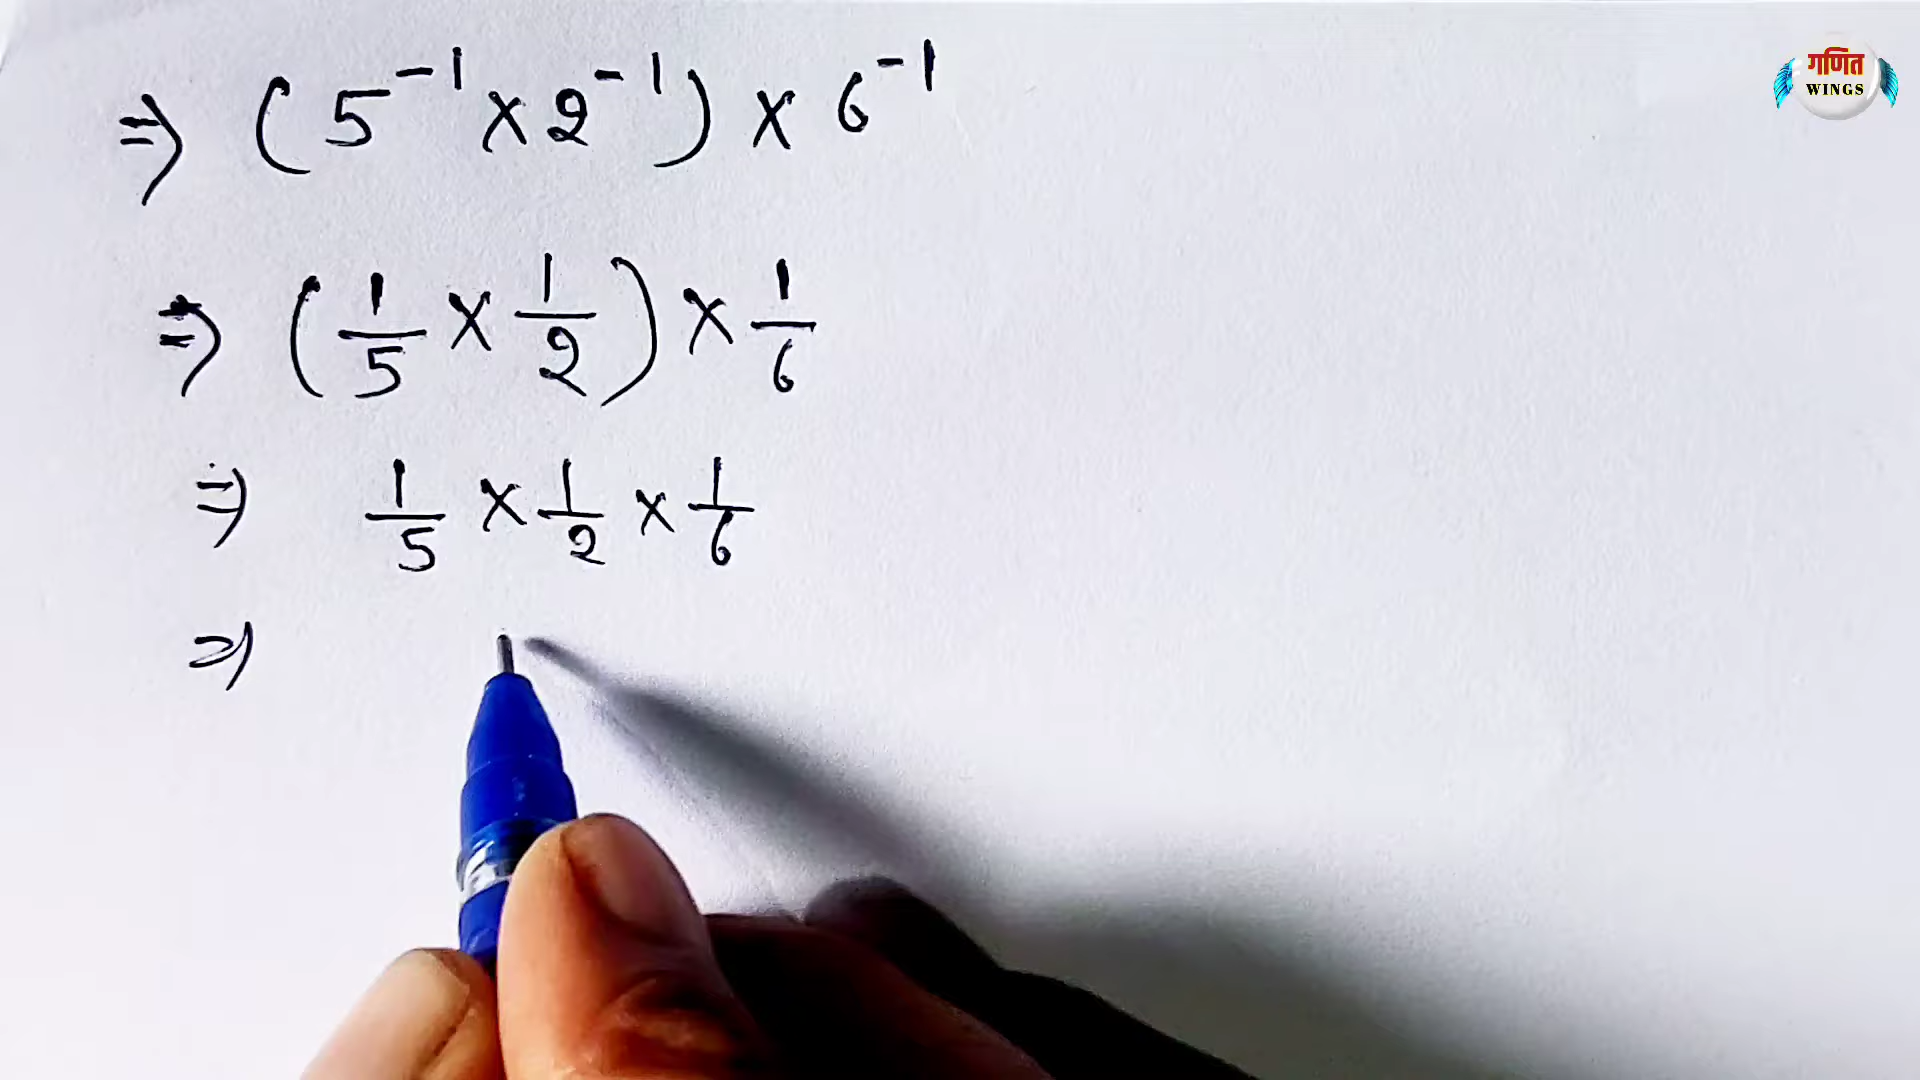 गणित
WINGS
⇒ (5⁻¹ × 2⁻¹) × 6⁻¹
⇒ (1/5 × 1/2) × 1/6
⇒ 1/5 × 1/2 × 1/6
⇒